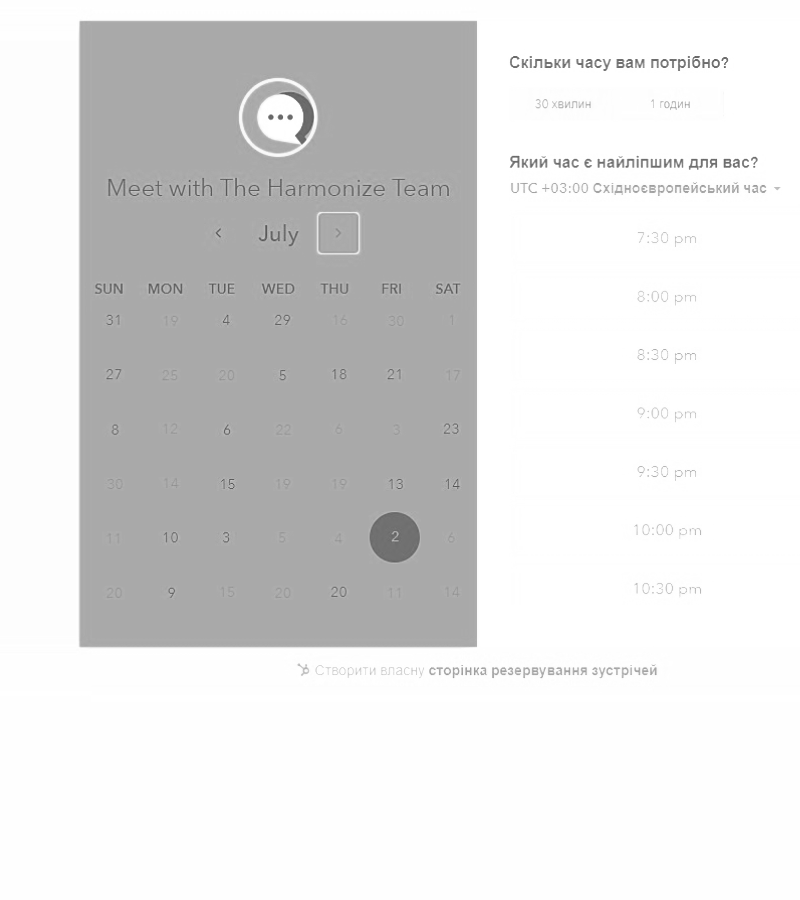 Meet with The Harmonize Team
July
SUN MON TUE WED THU FRI SAT
31 19 4 29 16 30 1
27 25 20 5 18 21 17
8 12 6 22 6 3 23
30 14 15 19 19 13 14
11 10 3 5 4 2 6
20 9 15 20 20 11 14
Скільки часу вам потрібно?
30 хвилин 1 годин
Який час є найліпшим для вас?
UTC +03:00 Східноєвропейський час
7:30 pm
8:00 pm
8:30 pm
9:00 pm
9:30 pm
10:00 pm
10:30 pm
Створити власну сторінка резервування зустрічей